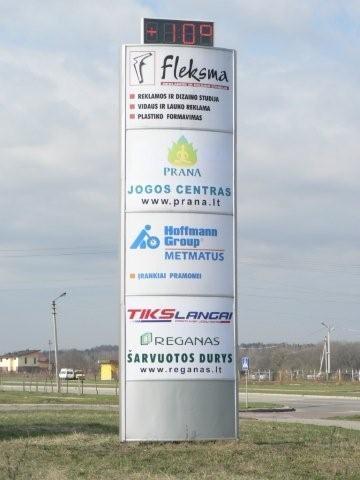 +10°
fleksma
REKLAMOS IR DIZAINO STUDIJA
VIDAUS IR LAUKO REKLAMA
PLASTIKO FORMAVIMAS
PRANA
JOGOS CENTRAS
www.prana.lt
Hoffmann
Group
METMATUS
ĮRANKIAI PRAMONEI
TIKSLANGAI
REGANAS
ŠARVUOTOS DURYS
www.reganas.lt